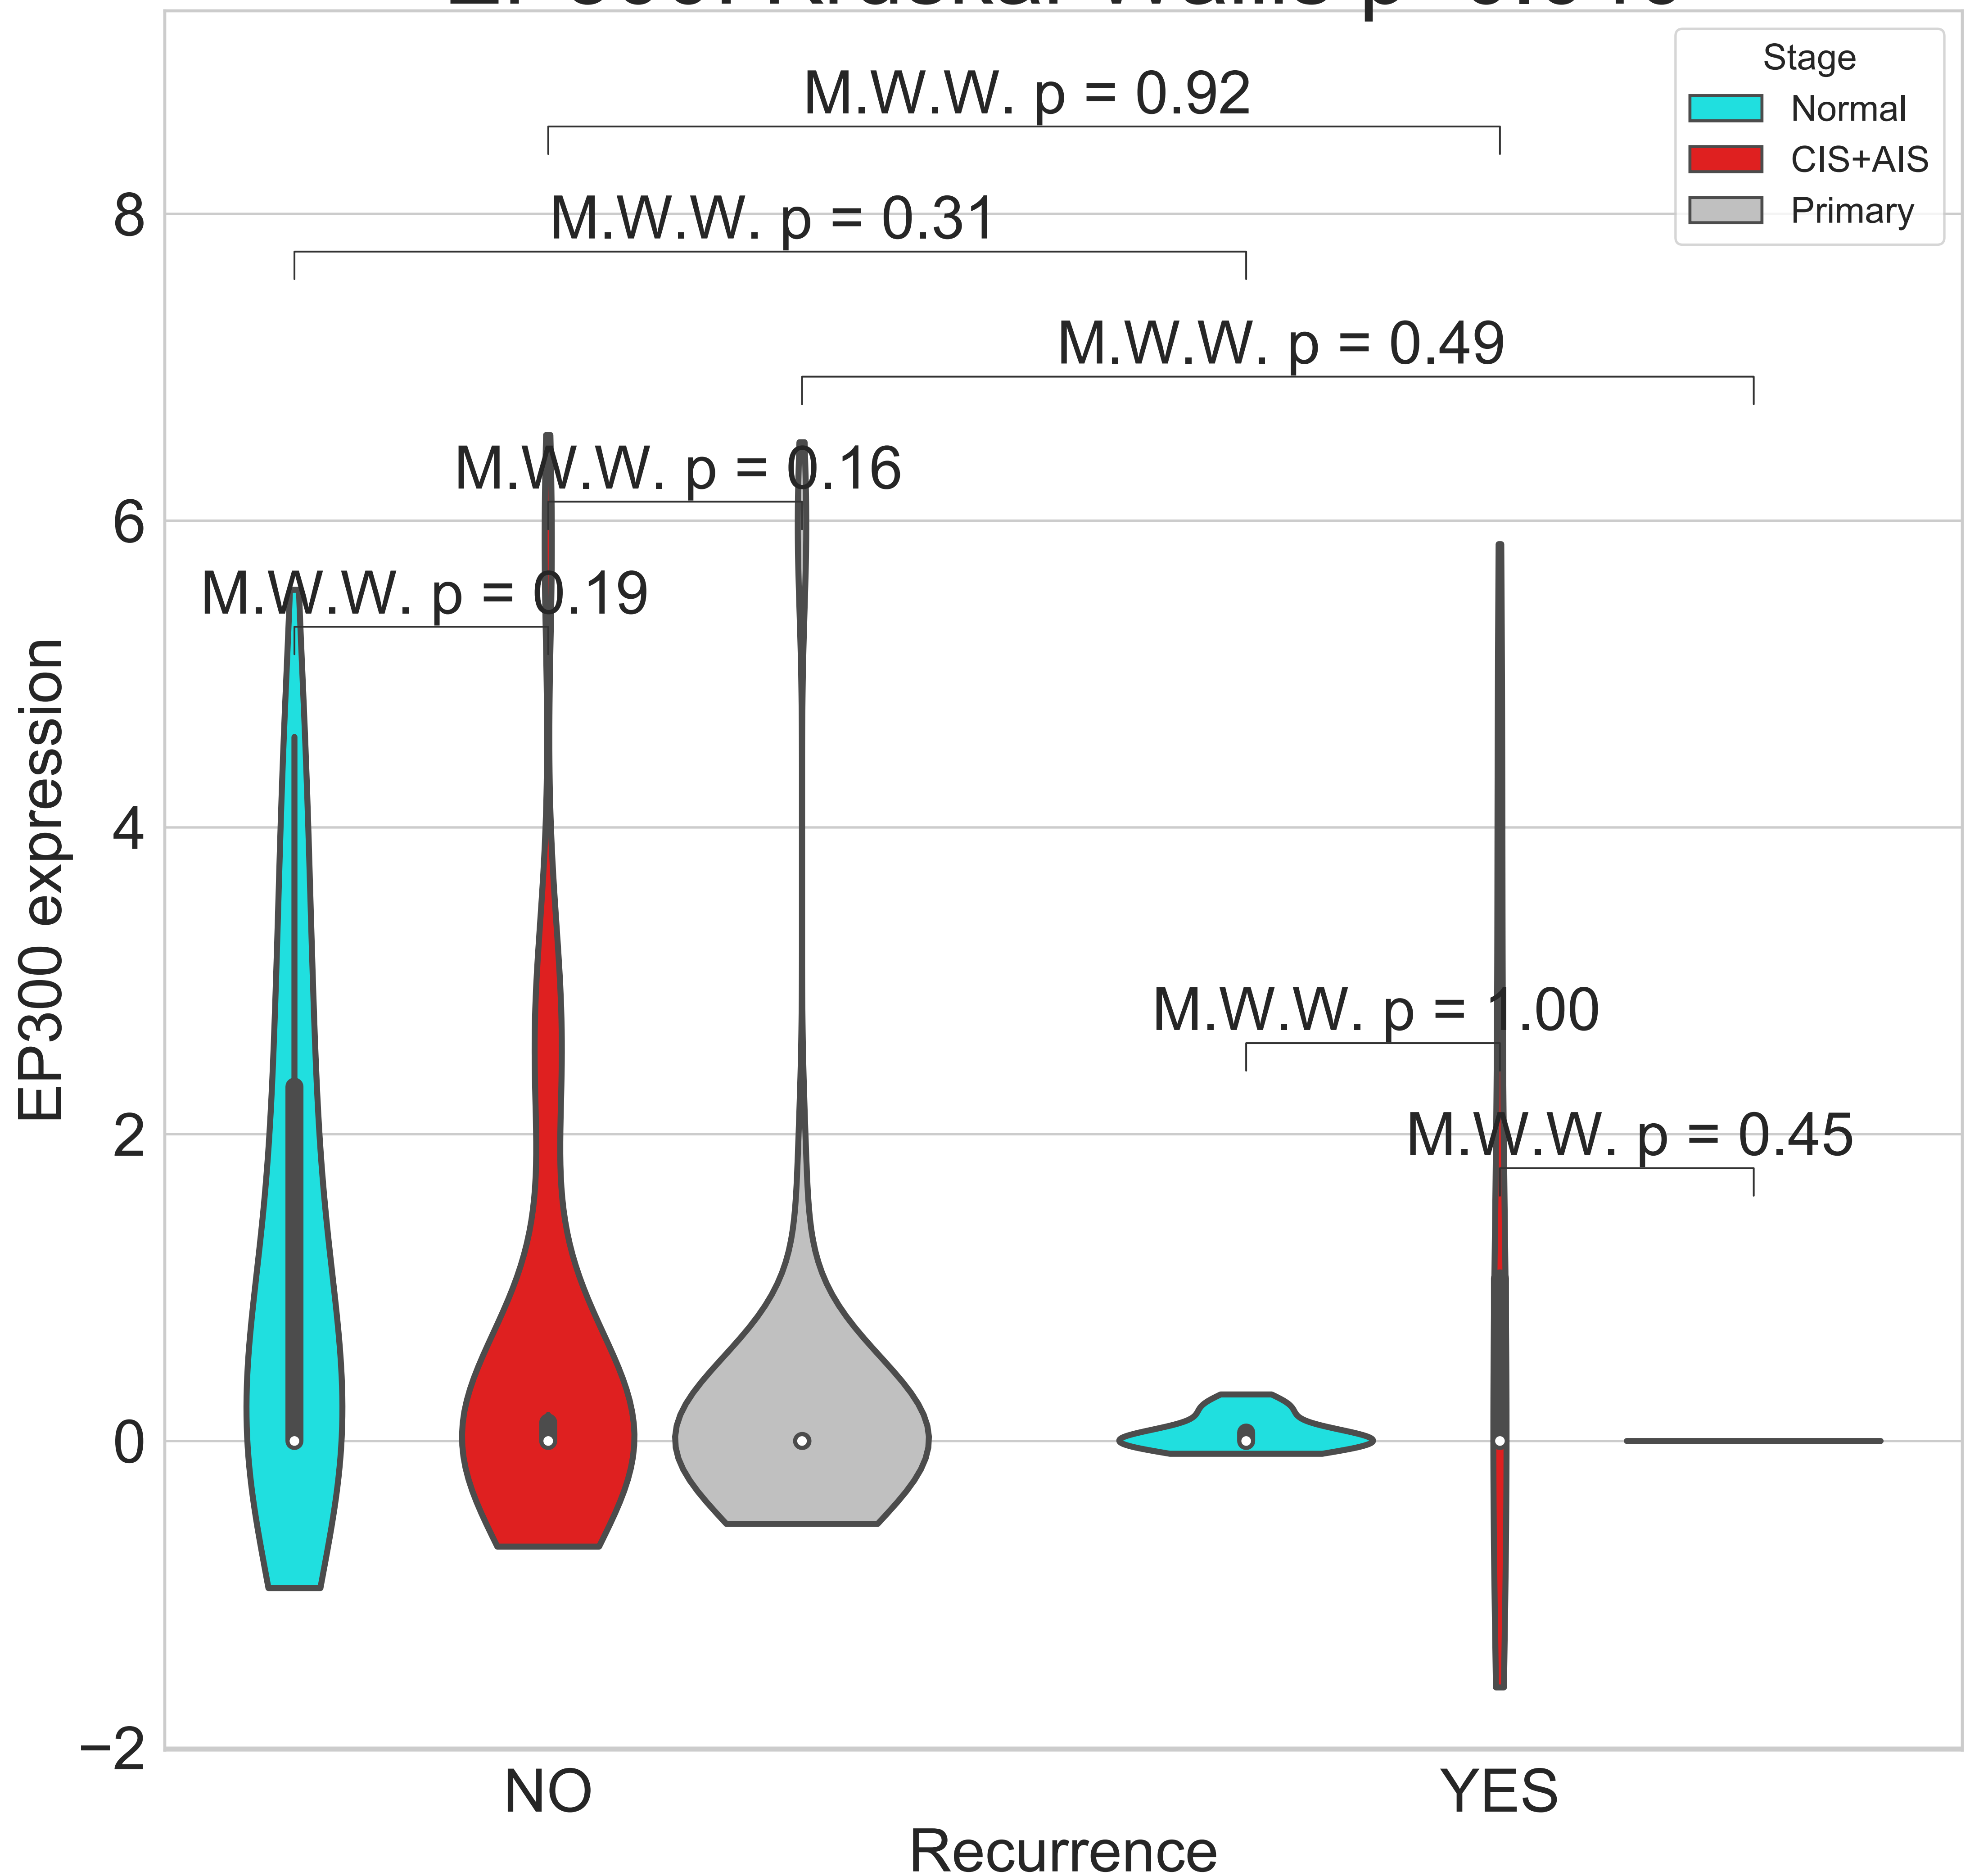 Stage
Normal
CIS+AIS
Primary
M.W.W. p = 0.92
M.W.W. p = 0.31
M.W.W. p = 0.49
M.W.W. p = 0.16
M.W.W. p = 0.19
M.W.W. p = 1.00
M.W.W. p = 0.45
EP300 expression
8
6
4
2
0
−2
NO
YES
Recurrence